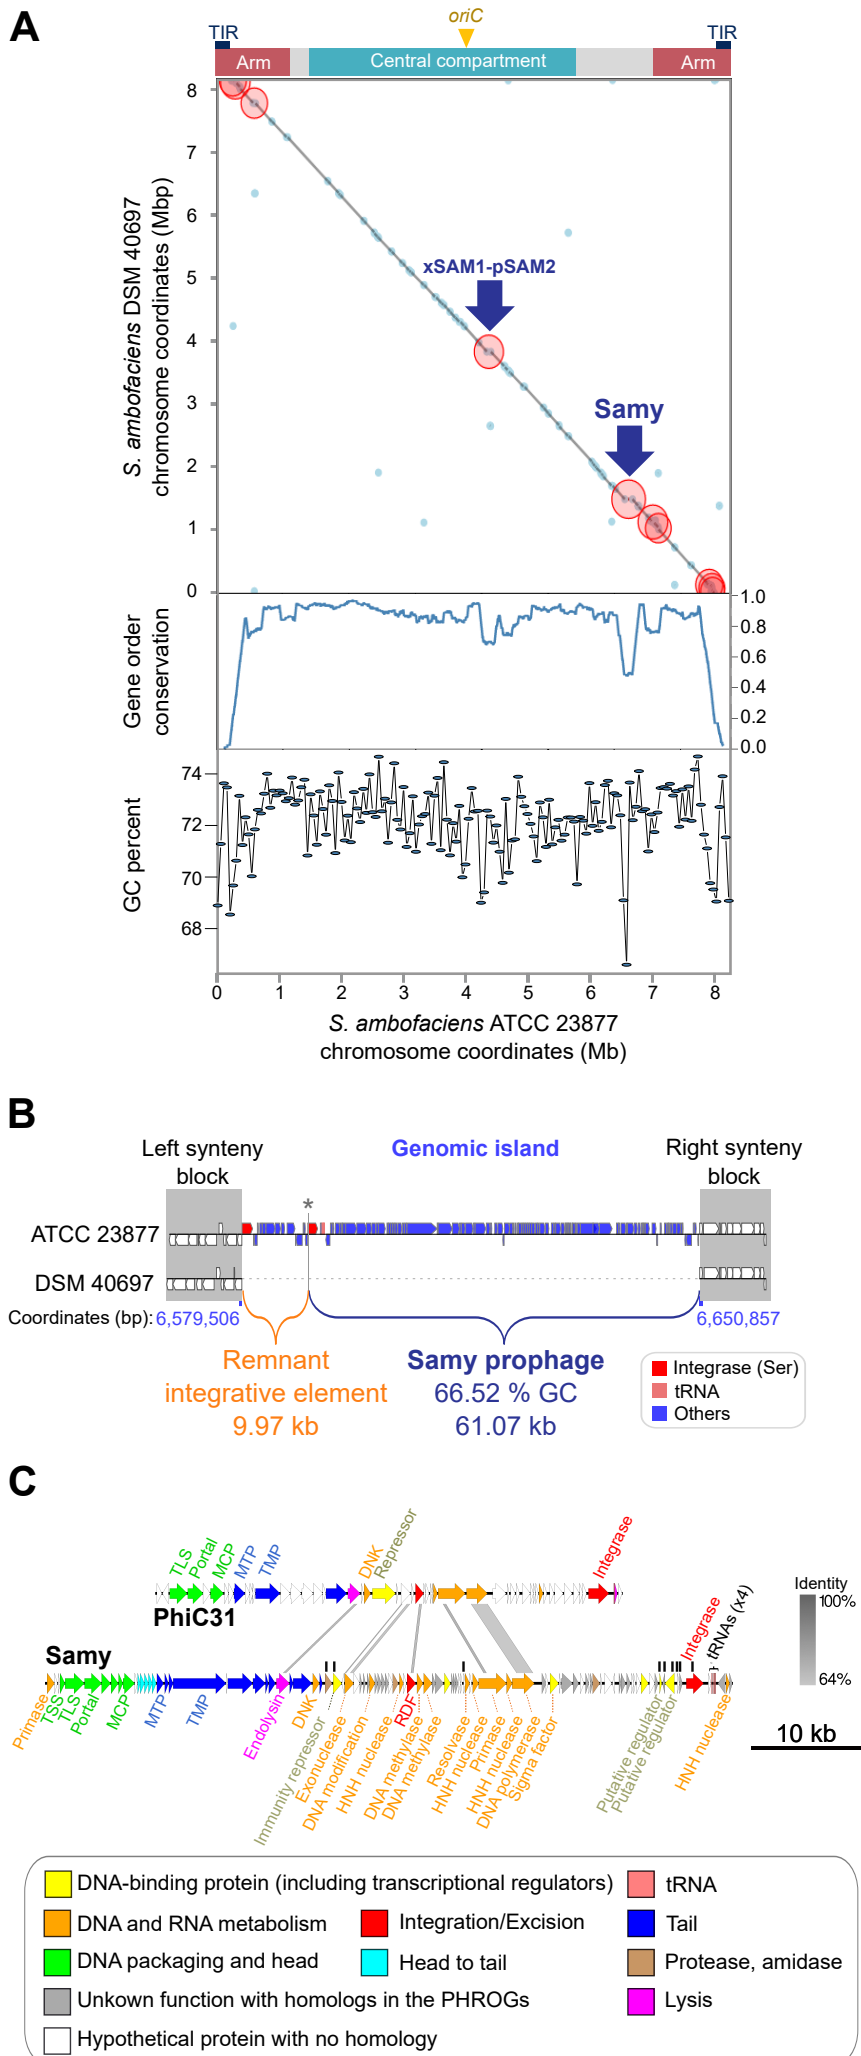 A
oriC
TIR
TIR
Arm
Central compartment
Arm
8
7
6
5
4
3
2
1
0
S. ambofaciens DSM 40697
chromosome coordinates (Mbp)
xSAM1-pSAM2
Samy
Gene order
conservation
1.0
0.8
0.6
0.4
0.2
0.0
GC percent
74
72
70
68
0 1 2 3 4 5 6 7 8
S. ambofaciens ATCC 23877
chromosome coordinates (Mb)
B
Left synteny
block
Genomic island
Right synteny
block
*
ATCC 23877
DSM 40697
Coordinates (bp): 6,579,506
6,650,857
Remnant
integrative element
9.97 kb
Samy prophage
66.52 % GC
61.07 kb
Integrase (Ser)
tRNA
Others
C
TLS
Portal
MCP
MTP
TMP
DNK
Repressor
Integrase
PhiC31
Identity
100%
64%
Samy
Integrase
tRNAs (x4)
Primase
TSS
TLS
Portal
MCP
MTP
TMP
Endolysin
DNK
Immunity repressor
Exonuclease
DNA modification
HNH nuclease
RDF
DNA methylase
DNA methylase
Resolvase
HNH nuclease
Primase
HNH nuclease
DNA polymerase
Sigma factor
Putative regulator
Putative regulator
HNH nuclease
10 kb
DNA-binding protein (including transcriptional regulators)
tRNA
DNA and RNA metabolism
Integration/Excision
Tail
DNA packaging and head
Head to tail
Protease, amidase
Unkown function with homologs in the PHROGs
Lysis
Hypothetical protein with no homology